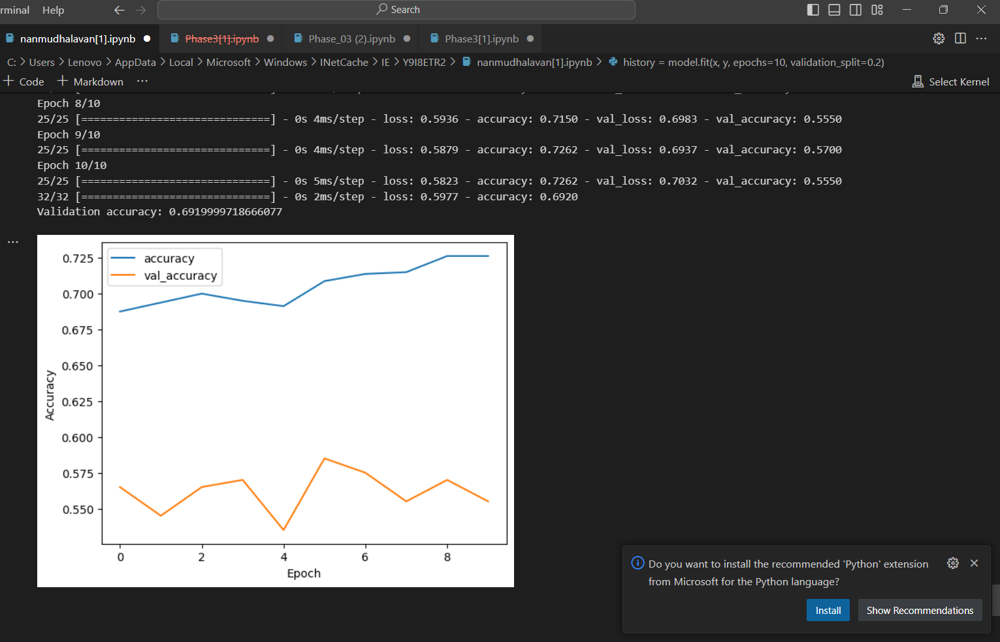 rminal Help
Search
nanmudhalavan[1].ipynb Phase3[1].ipynb Phase_03 (2).ipynb Phase3[1].ipynb
C: > Users > Lenovo > AppData > Local > Microsoft > Windows > INetCache > IE > Y9I8ETR2 > nanmudhalavan[1].ipynb > history = model.fit(x, y, epochs=10, validation_split=0.2)
+ Code + Markdown ... Select Kernel
Epoch 8/10
25/25 [==============================] - 0s 4ms/step - loss: 0.5936 - accuracy: 0.7150 - val_loss: 0.6983 - val_accuracy: 0.5550
Epoch 9/10
25/25 [==============================] - 0s 4ms/step - loss: 0.5879 - accuracy: 0.7262 - val_loss: 0.6937 - val_accuracy: 0.5700
Epoch 10/10
25/25 [==============================] - 0s 5ms/step - loss: 0.5823 - accuracy: 0.7262 - val_loss: 0.7032 - val_accuracy: 0.5550
32/32 [==============================] - 0s 2ms/step - loss: 0.5977 - accuracy: 0.6920
Validation accuracy: 0.6919999718666077
...
accuracy
val_accuracy
0.725
0.700
0.675
0.650
0.625
0.600
0.575
0.550
Accuracy
0 2 4 6 8
Epoch
Do you want to install the recommended 'Python' extension
from Microsoft for the Python language?
Install Show Recommendations